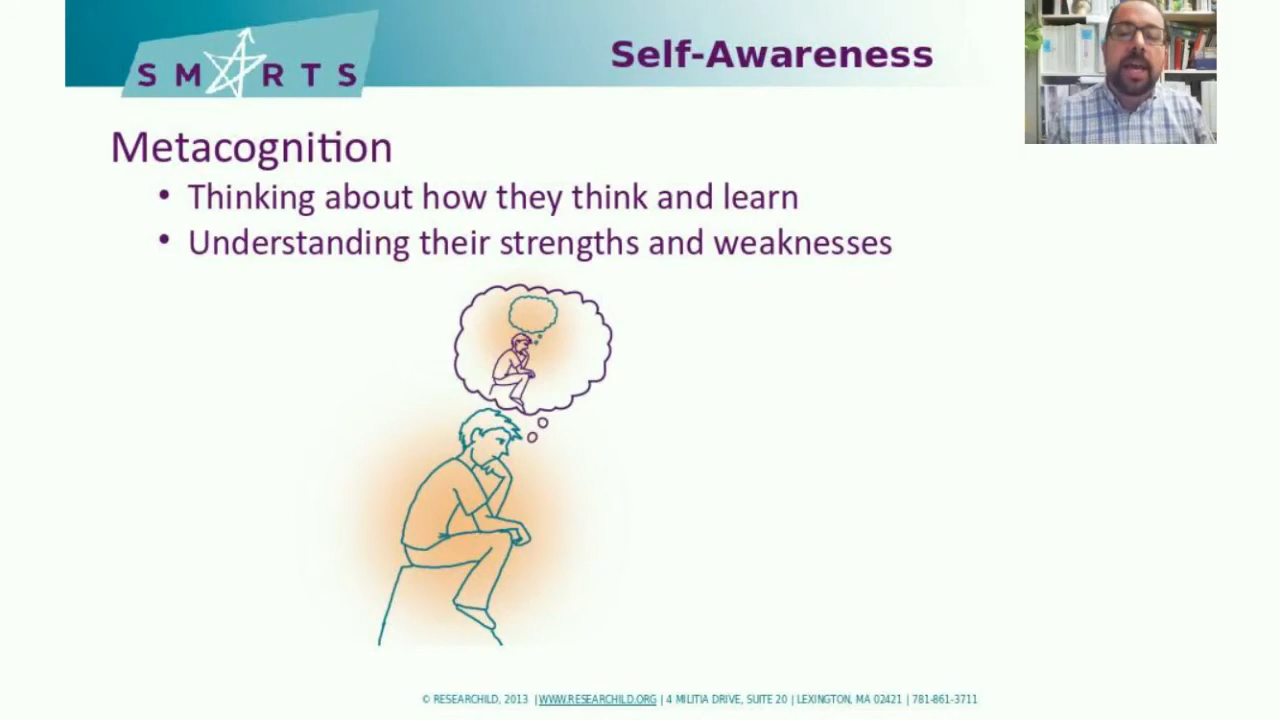 SMARTS
Self-Awareness
Metacognition
• Thinking about how they think and learn
• Understanding their strengths and weaknesses
© RESEARCHILD, 2013 | WWW.RESEARCHILD.ORG | 4 MILITIA DRIVE, SUITE 20 | LEXINGTON, MA 02421 | 781-861-3711